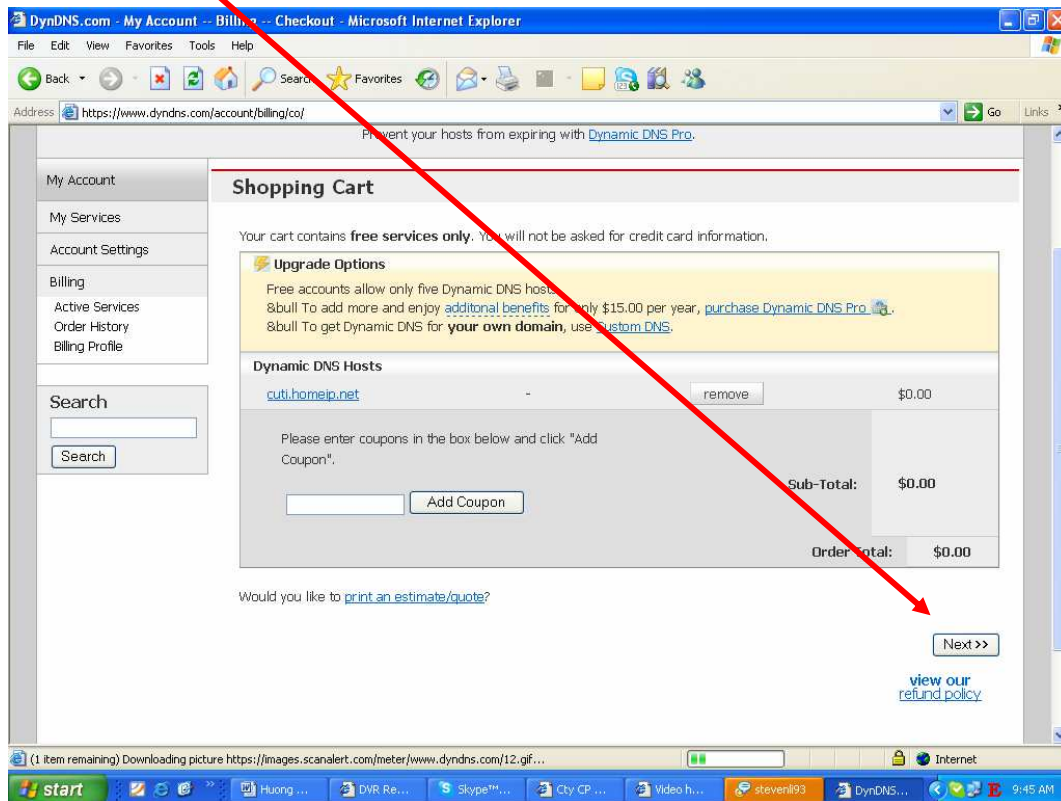 DynDNS.com - My Account -- Billing -- Checkout - Microsoft Internet Explorer
File Edit View Favorites Tools Help
Back Search Favorites
Address https://www.dyndns.com/account/billing/co/ Go Links
Prevent your hosts from expiring with Dynamic DNS Pro.
My Account
My Services
Account Settings
Billing
Active Services
Order History
Billing Profile
Search
Search
Shopping Cart
Your cart contains free services only. You will not be asked for credit card information.
Upgrade Options
Free accounts allow only five Dynamic DNS hosts
&bull To add more and enjoy additonal benefits for only $15.00 per year, purchase Dynamic DNS Pro .
&bull To get Dynamic DNS for your own domain, use Custom DNS.
Dynamic DNS Hosts
cuti.homeip.net - remove $0.00
Please enter coupons in the box below and click "Add
Coupon".
Add Coupon
Sub-Total: $0.00
Order Total: $0.00
Would you like to print an estimate/quote?
Next >>
view our
refund policy
(1 item remaining) Downloading picture https://images.scanalert.com/meter/www.dyndns.com/12.gif... Internet
start Huong ... DVR Re... Skype™... Cty CP ... Video h... stevenli93 DynDNS... 9:45 AM